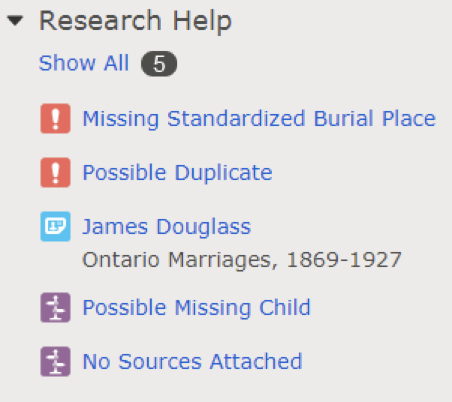 Research Help
Show All 5
Missing Standardized Burial Place
Possible Duplicate
James Douglass
Ontario Marriages, 1869-1927
Possible Missing Child
No Sources Attached